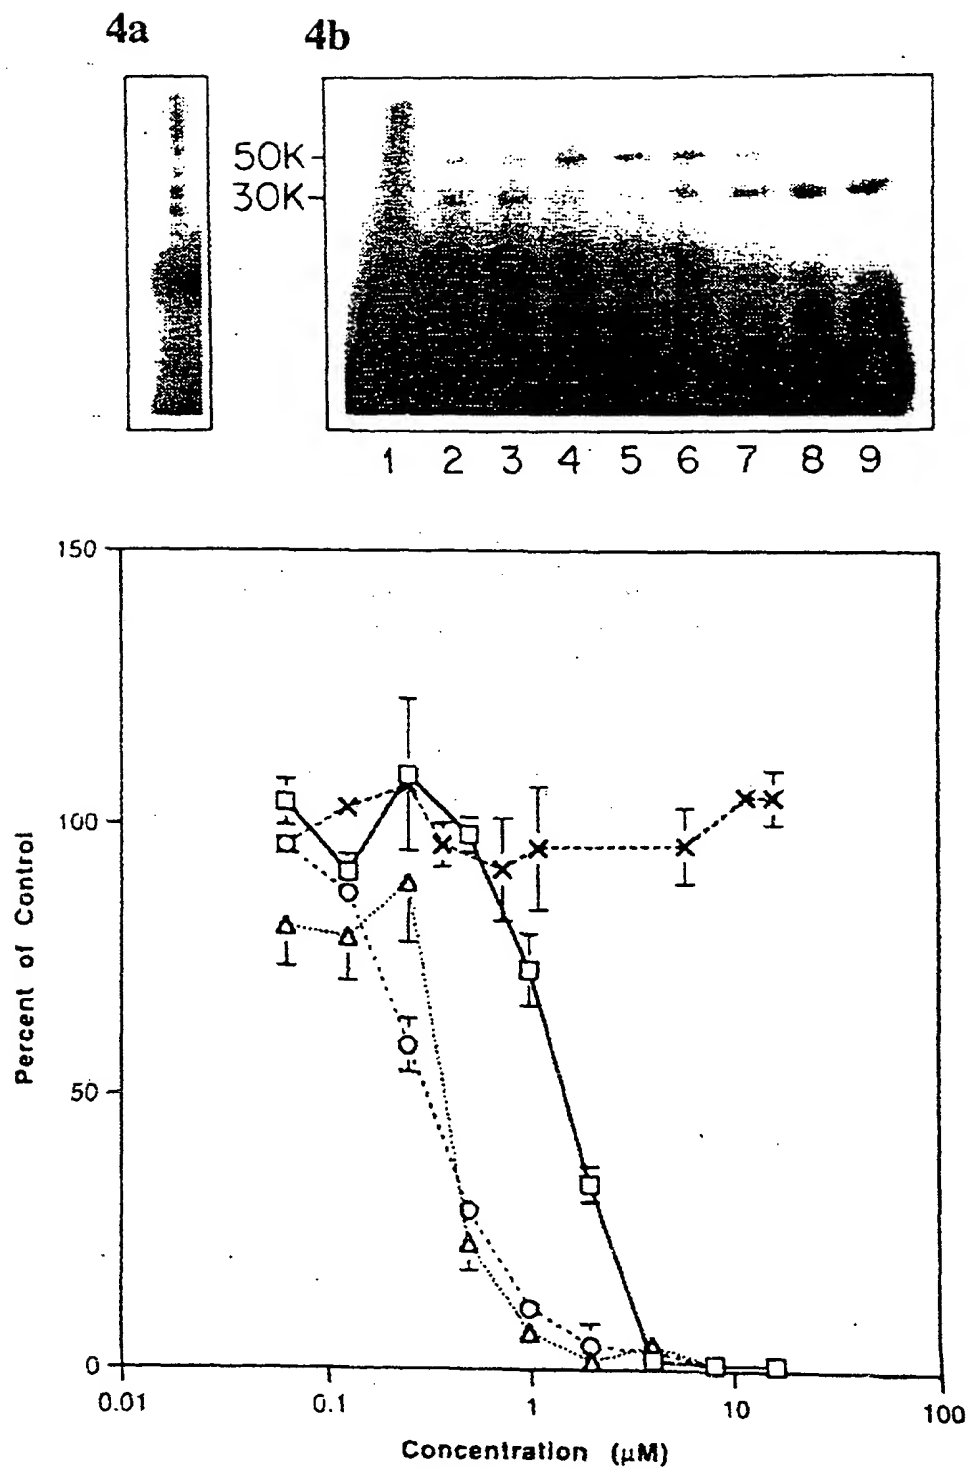 4a 4b
50K
30K
1 2 3 4 5 6 7 8 9
150
100
50
0
Percent of Control
0.01 0.1 1 10 100
Concentration (μM)